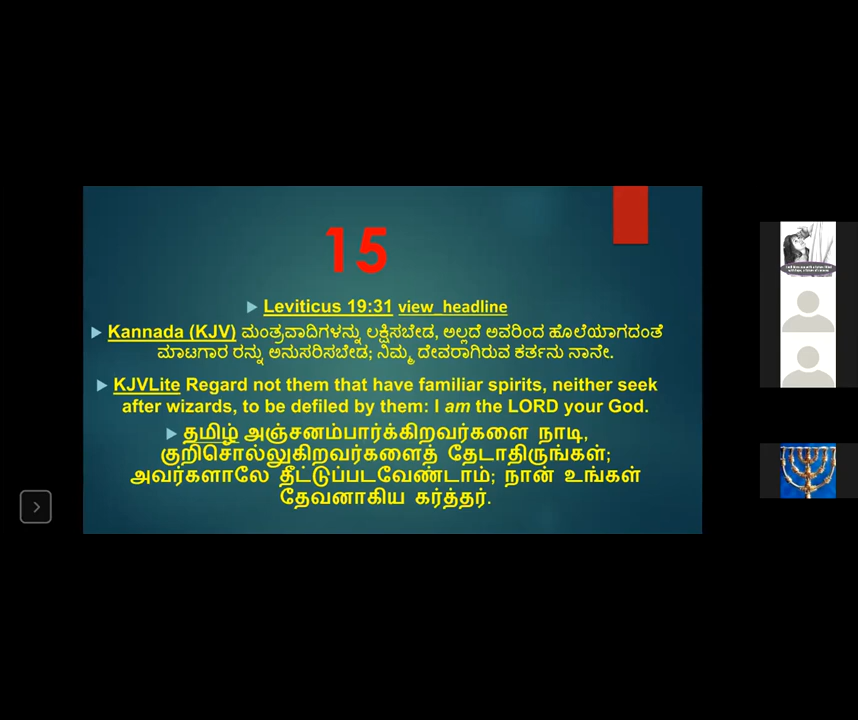 15
Leviticus 19:31 view_headline
Kannada (KJV) ಮಂತ್ರವಾದಿಗಳನ್ನು ಲಕ್ಷಿಸಬೇಡ, ಅಲ್ಲದೆ ಅವರಿಂದ ಹೊಲೆಯಾಗದಂತೆ
ಮಾಟಗಾರ ರನ್ನು ಅನುಸರಿಸಬೇಡ; ನಿಮ್ಮ ದೇವರಾಗಿರುವ ಕರ್ತನು ನಾನೇ.
KJVLite Regard not them that have familiar spirits, neither seek
after wizards, to be defiled by them: I am the LORD your God.
தமிழ் அஞ்சனம்பார்க்கிறவர்களை நாடி,
குறிசொல்லுகிறவர்களைத் தேடாதிருங்கள்;
அவர்களாலே தீட்டுப்படவேண்டாம்; நான் உங்கள்
தேவனாகிய கர்த்தர்.